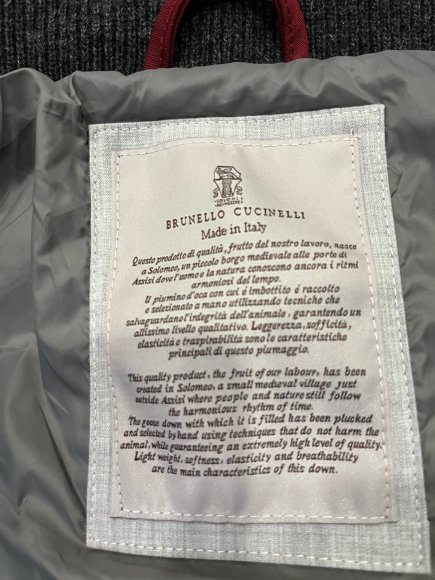 SOLOMEO
BRUNELLO CUCINELLI
Made in Italy
Questo prodotto di qualità, frutto del nostro lavoro, nasce
a Solomeo, un piccolo borgo medievale alle porte di
Assisi dove l'uomo e la natura conoscono ancora i ritmi
armoniosi del tempo.
Il piumino d'oca con cui è imbottito è raccolto
e selezionato a mano utilizzando tecniche che
salvaguardano l'integrità dell'animale, garantendo un
altissimo livello qualitativo. Leggerezza, sofficità,
elasticità e traspirabilità sono le caratteristiche
principali di questo piumaggio.
This quality product, the fruit of our labour, has been
created in Solomeo, a small medieval village just
outside Assisi where people and nature still follow
the harmonious rhythm of time.
The goose down with which it is filled has been plucked
and selected by hand using techniques that do not harm the
animal, while guaranteeing an extremely high level of quality.
Light weight, softness, elasticity and breathability
are the main characteristics of this down.